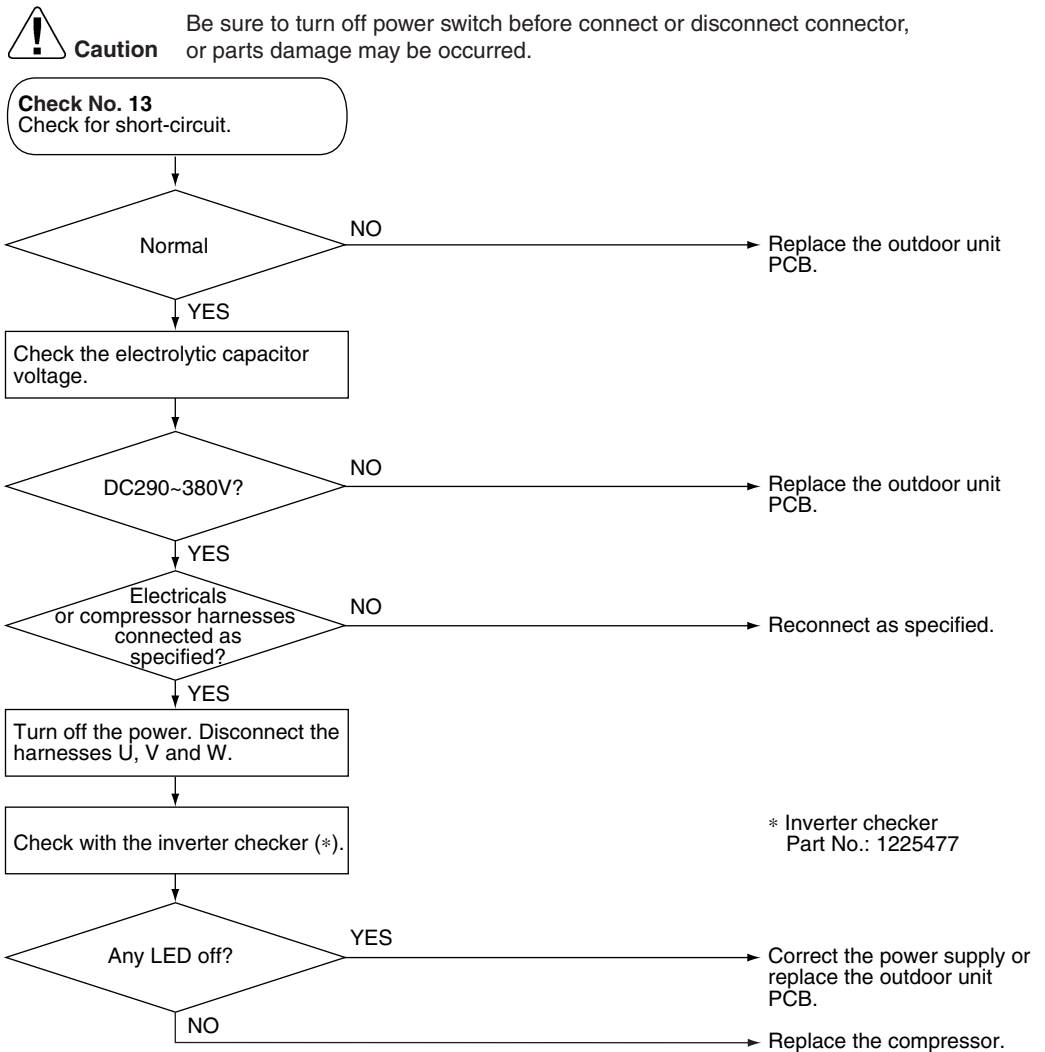 Be sure to turn off power switch before connect or disconnect connector,
Caution
or parts damage may be occurred.
Check No. 13
Check for short-circuit.
Normal
NO
Replace the outdoor unit
PCB.
YES
Check the electrolytic capacitor
voltage.
DC290~380V?
NO
Replace the outdoor unit
PCB.
YES
Electricals
or compressor harnesses
connected as
specified?
NO
Reconnect as specified.
YES
Turn off the power. Disconnect the
harnesses U, V and W.
Check with the inverter checker (*).
* Inverter checker
Part No.: 1225477
Any LED off?
YES
Correct the power supply or
replace the outdoor unit
PCB.
NO
Replace the compressor.